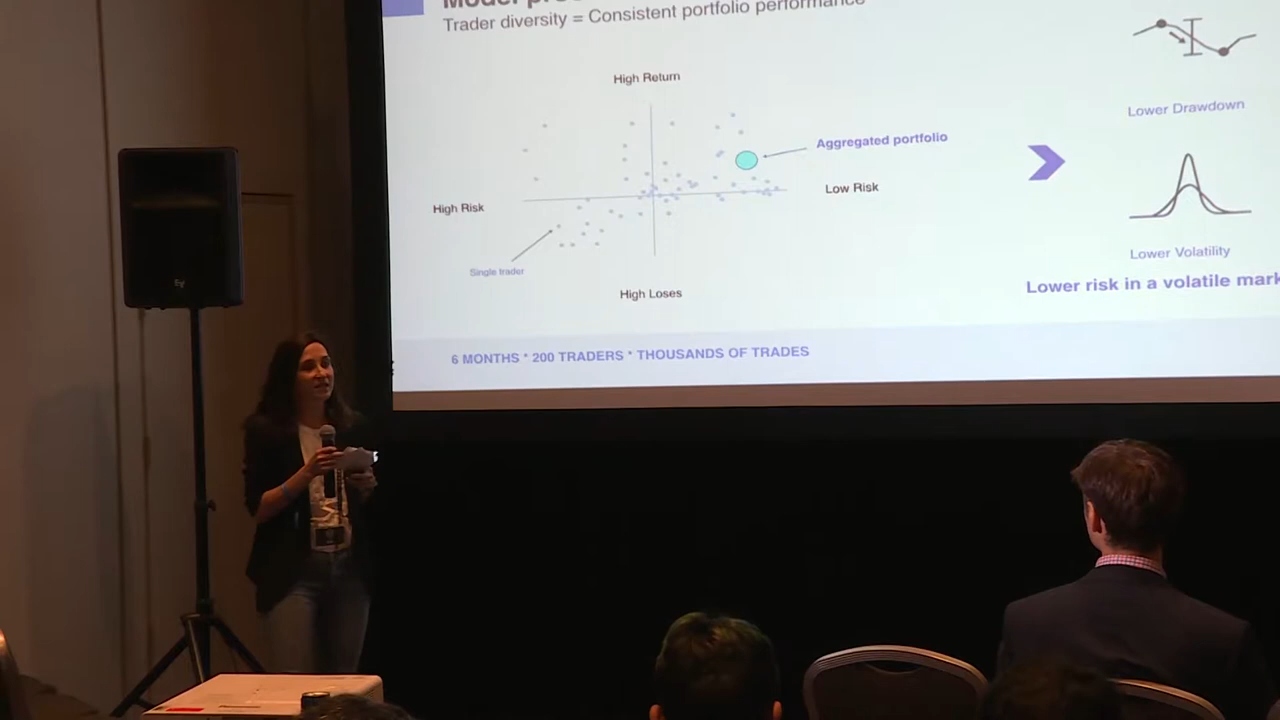 Trader diversity = Consistent portfolio performance
High Return
Aggregated portfolio
High Risk
Low Risk
Single trader
High Loses
6 MONTHS * 200 TRADERS * THOUSANDS OF TRADES
Lower Drawdown
Lower Volatility
Lower risk in a volatile
EV